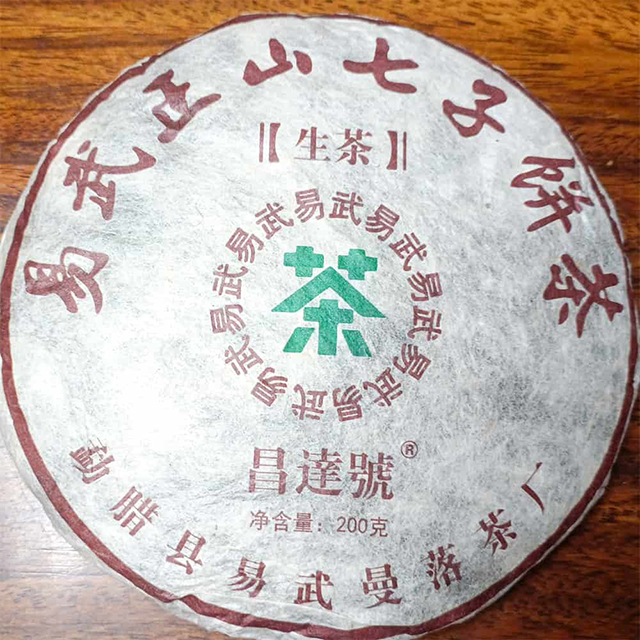 易武正山七子饼茶
生茶
易武易武易武易武易武易武易武易武
茶
昌達號®
净含量：200克
勐腊县易武曼落茶厂